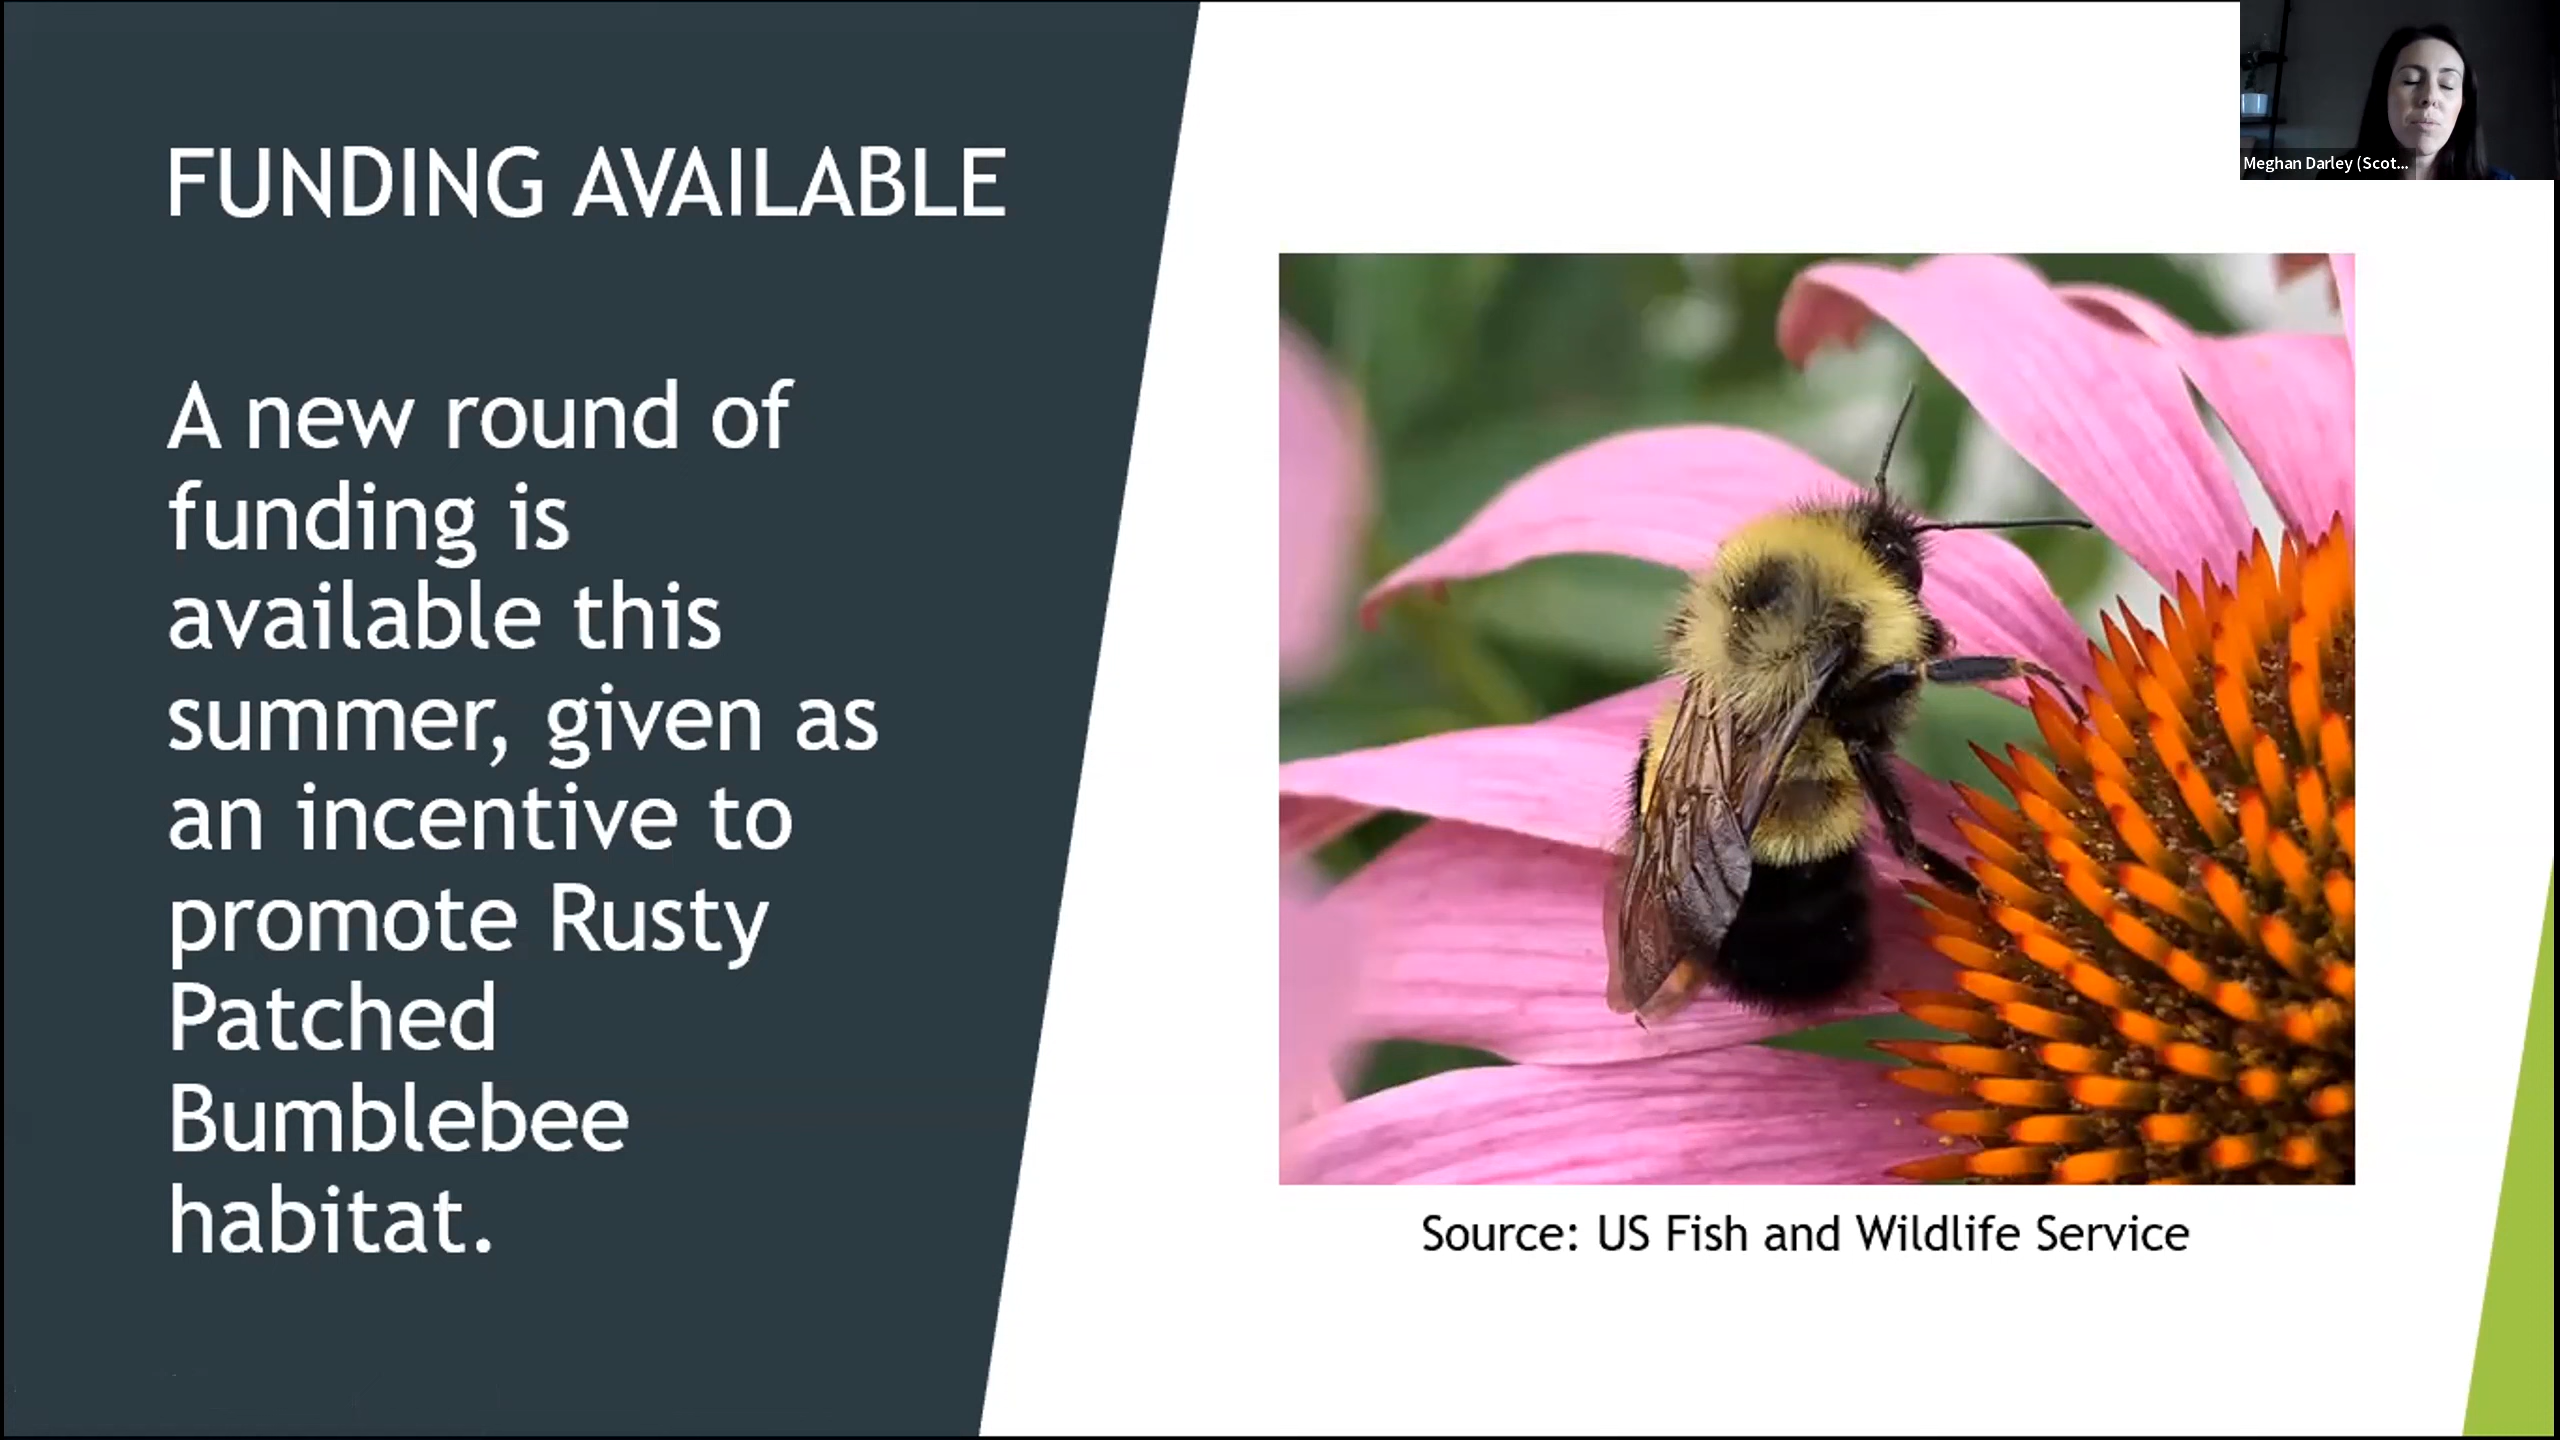 FUNDING AVAILABLE
A new round of
funding is
available this
summer, given as
an incentive to
promote Rusty
Patched
Bumblebee
habitat.
Meghan Darley (Scot...
Source: US Fish and Wildlife Service